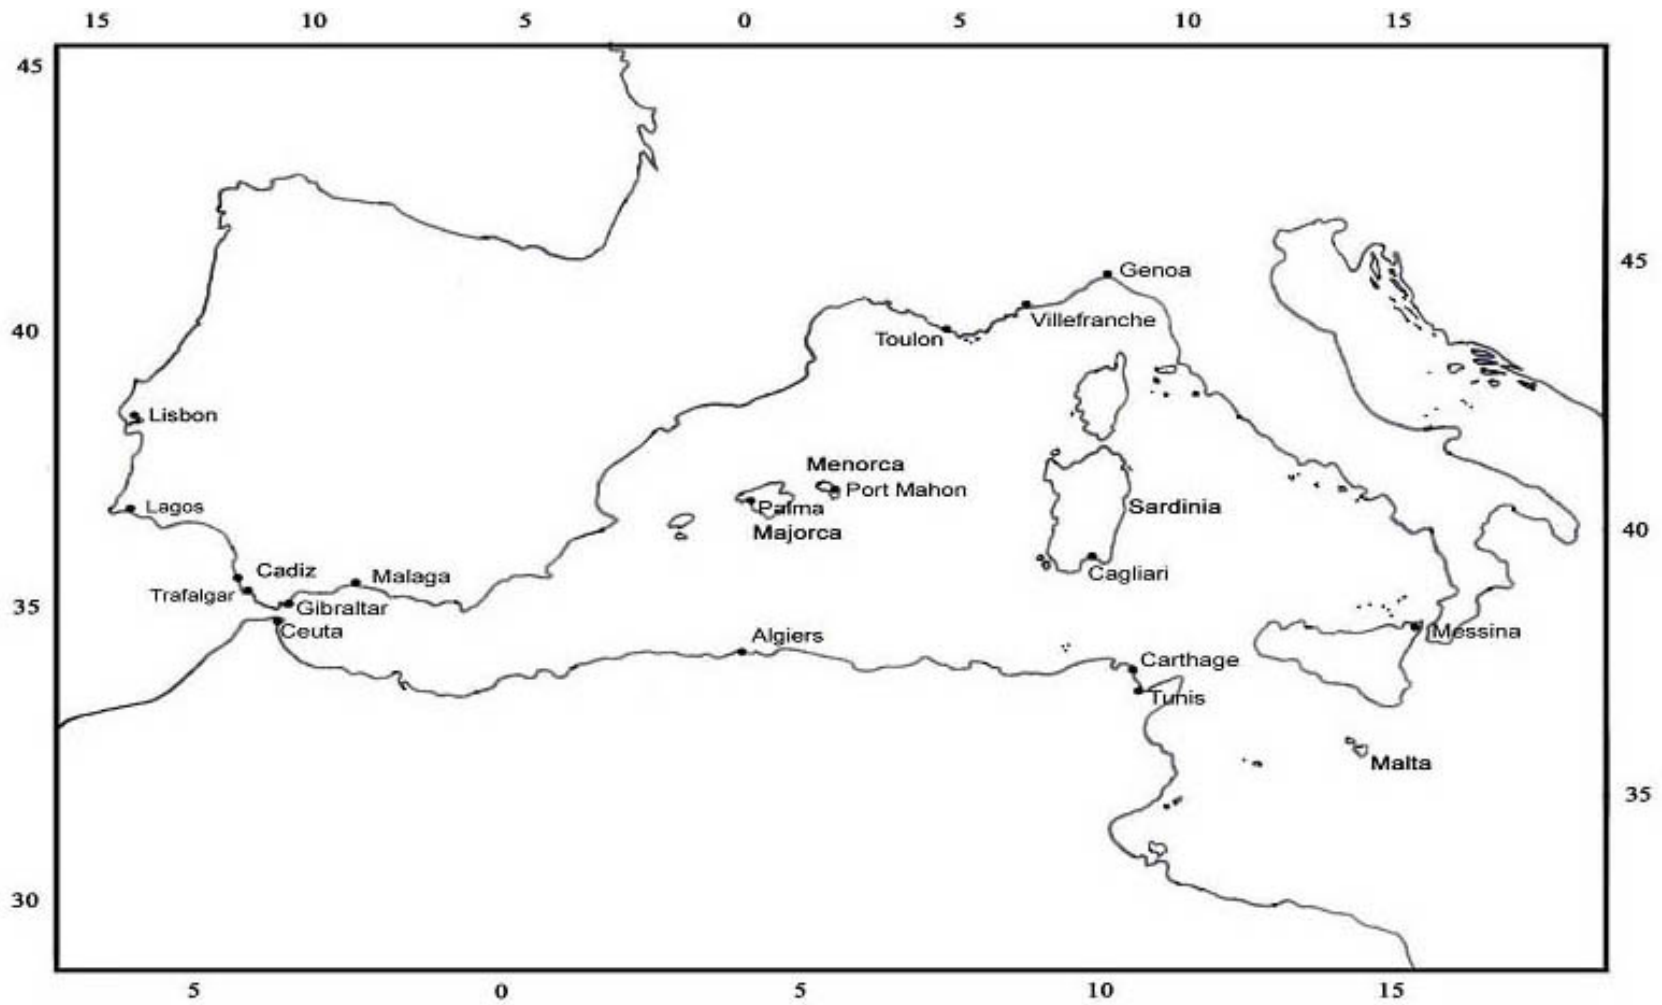 15 10 5 0 5 10 15
45
Genoa
45
Villefranche
40
Toulon
Lisbon
Menorca
Port Mahon
Lagos
Palma
Sardinia
Majorca
40
Cadiz
Malaga
Cagliari
Trafalgar
35
Gibraltar
Ceuta
Messina
Algiers
Carthage
Tunis
Malta
35
30
5 0 5 10 15